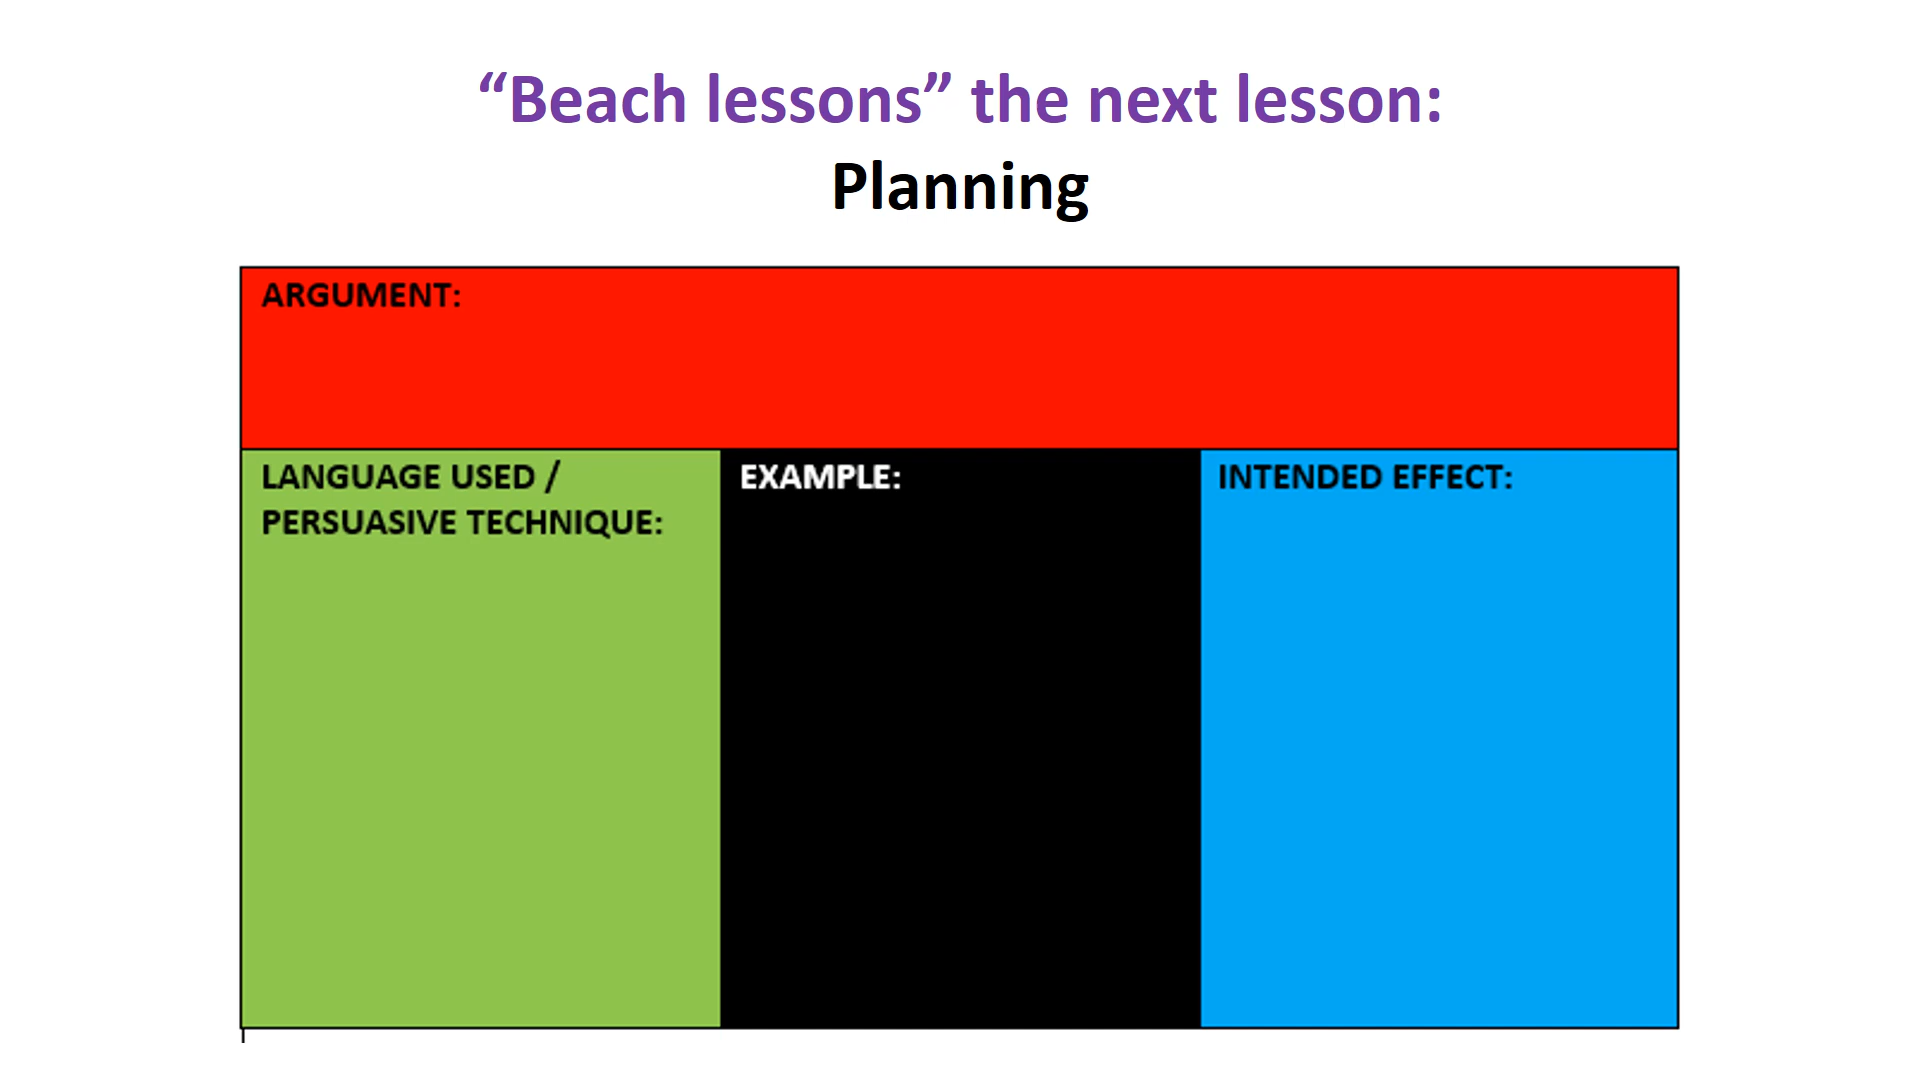 “Beach lessons” the next lesson:
Planning
ARGUMENT:
LANGUAGE USED /
PERSUASIVE TECHNIQUE:
EXAMPLE:
INTENDED EFFECT: